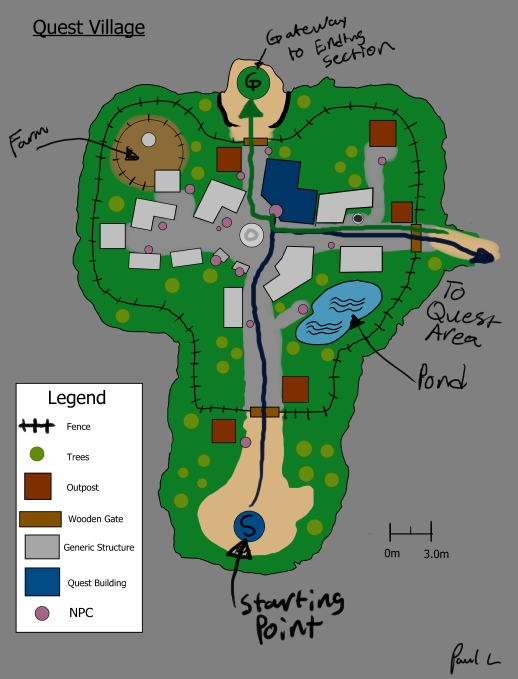 Quest Village
Gateway
to Ending
section
G
Farm
To
Quest
Area
Pond
Legend
Fence
Trees
Outpost
Wooden Gate
Generic Structure
Quest Building
NPC
S
0m 3.0m
Starting
Point
Paul L